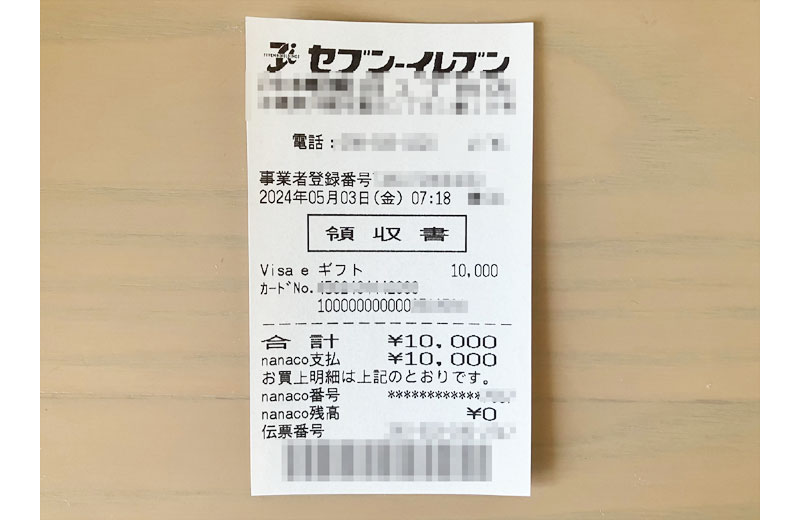 セブン-イレブン
電話:
事業者登録番号
2024年05月03日(金) 07:18
領収書
Visa e ギフト 10,000
カードNo.
100000000000
合計 ¥10,000
nanaco支払 ¥10,000
お買上明細は上記のとおりです。
nanaco番号 ************
nanaco残高 ¥0
伝票番号